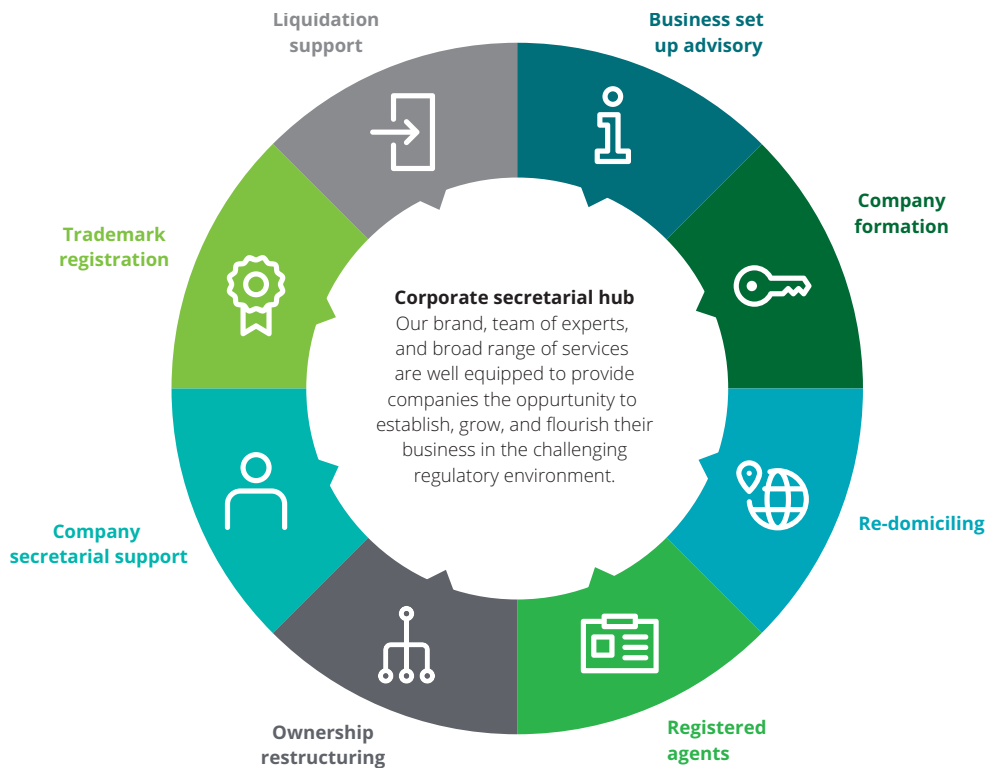 Liquidation
support
Business set
up advisory
Company
formation
Trademark
registration
Corporate secretarial hub
Our brand, team of experts,
and broad range of services
are well equipped to provide
companies the oppurtunity to
establish, grow, and flourish their
business in the challenging
regulatory environment.
Re-domiciling
Company
secretarial support
Ownership
restructuring
Registered
agents